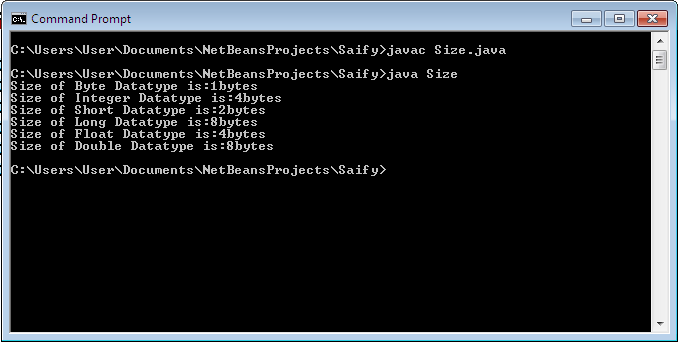 Command Prompt
C:\Users\User\Documents\NetBeansProjects\Saify>javac Size.java
C:\Users\User\Documents\NetBeansProjects\Saify>java Size
Size of Byte Datatype is:1bytes
Size of Integer Datatype is:4bytes
Size of Short Datatype is:2bytes
Size of Long Datatype is:8bytes
Size of Float Datatype is:4bytes
Size of Double Datatype is:8bytes
C:\Users\User\Documents\NetBeansProjects\Saify>